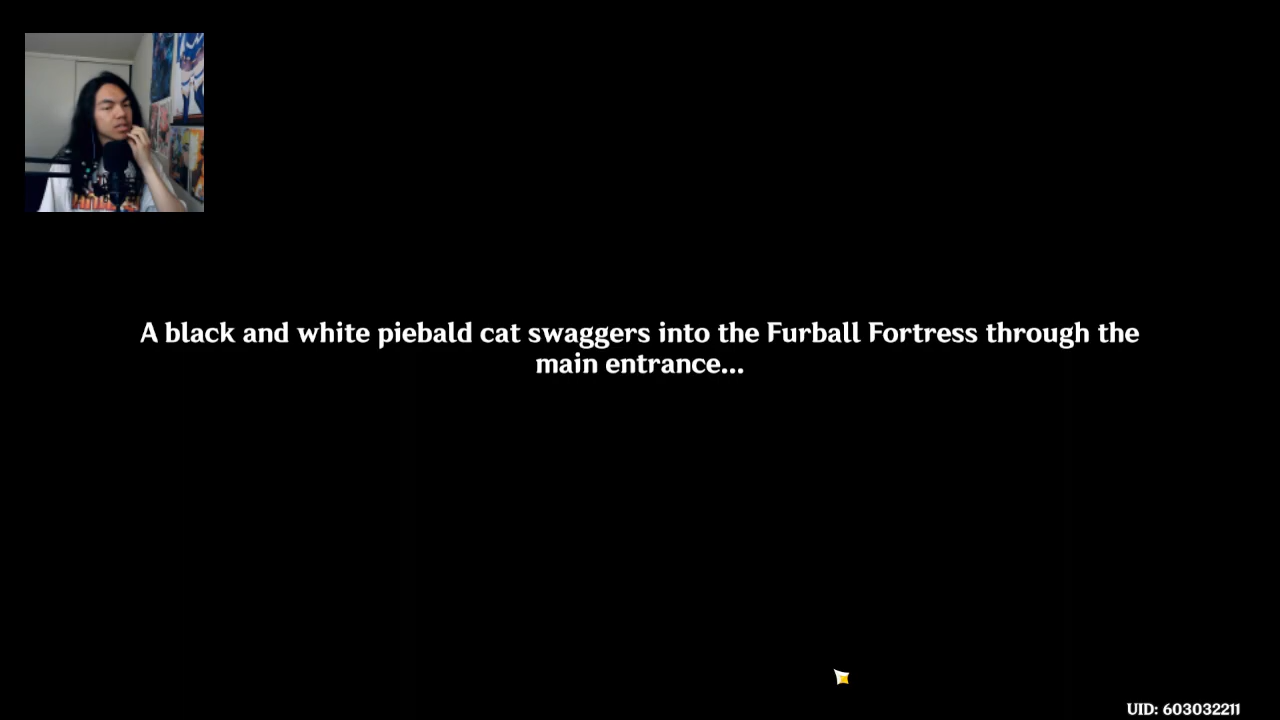 A black and white piebald cat swaggers into the Furball Fortress through the
main entrance...
UID: 603032211